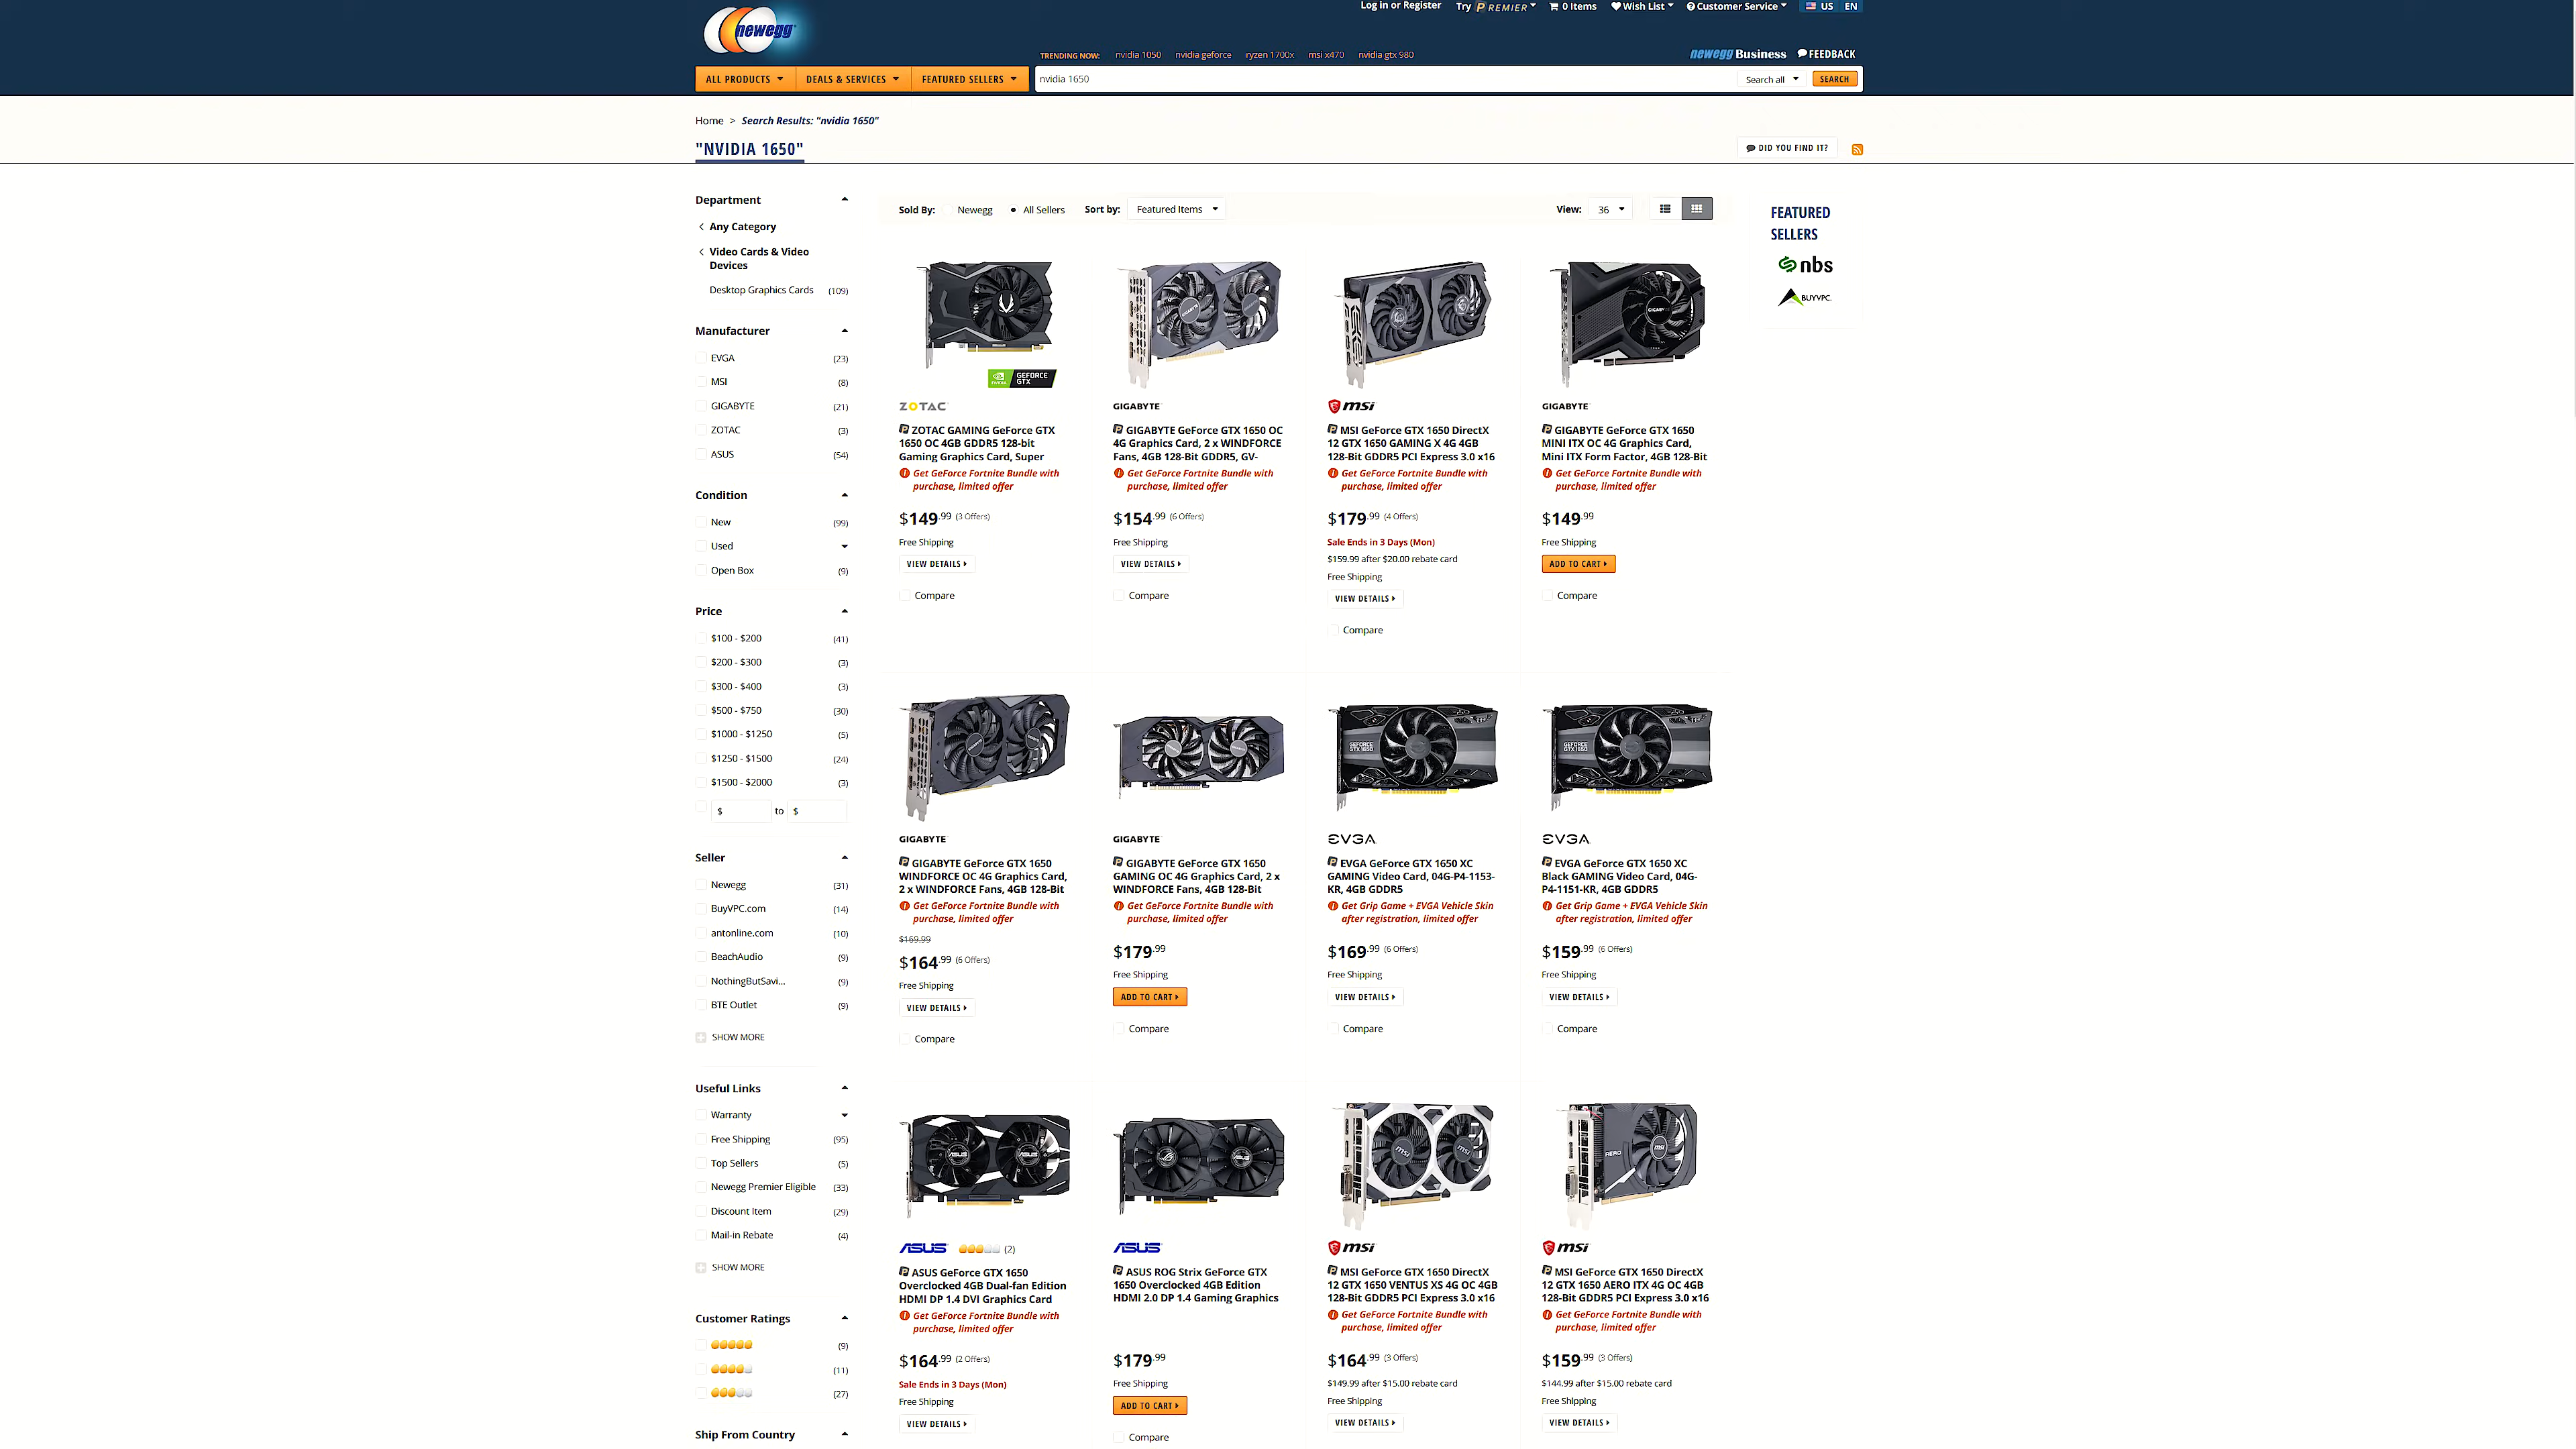 Log in or Register Try PREMIER 0 Items Wish List Customer Service US EN
newegg
TRENDING NOW: nvidia 1050 nvidia geforce ryzen 1700x msi x470 nvidia gtx 980
newegg Business FEEDBACK
ALL PRODUCTS DEALS & SERVICES FEATURED SELLERS nvidia 1650 Search all SEARCH
Home > Search Results: "nvidia 1650"
"NVIDIA 1650" DID YOU FIND IT?
Department
Any Category
Video Cards & Video
Devices
Desktop Graphics Cards (109)
Manufacturer
EVGA (23)
MSI (8)
GIGABYTE (21)
ZOTAC (3)
ASUS (54)
Condition
New (99)
Used
Open Box (9)
Price
$100 - $200 (41)
$200 - $300 (3)
$300 - $400 (3)
$500 - $750 (30)
$1000 - $1250 (5)
$1250 - $1500 (24)
$1500 - $2000 (3)
$ to $
Seller
Newegg (31)
BuyVPC.com (14)
antonline.com (10)
BeachAudio (9)
NothingButSavi... (9)
BTE Outlet (9)
SHOW MORE
Useful Links
Warranty
Free Shipping (95)
Top Sellers (5)
Newegg Premier Eligible (33)
Discount Item (29)
Mail-in Rebate (4)
SHOW MORE
Customer Ratings
(9)
(11)
(27)
Ship From Country
Sold By: Newegg All Sellers Sort by: Featured Items View: 36
GEFORCE
GTX
ZOTAC
ZOTAC GAMING GeForce GTX
1650 OC 4GB GDDR5 128-bit
Gaming Graphics Card, Super
Get GeForce Fortnite Bundle with
purchase, limited offer
$149.99 (3 Offers)
Free Shipping
VIEW DETAILS
Compare
GIGABYTE
GIGABYTE GeForce GTX 1650 OC
4G Graphics Card, 2 x WINDFORCE
Fans, 4GB 128-Bit GDDR5, GV-
Get GeForce Fortnite Bundle with
purchase, limited offer
$154.99 (6 Offers)
Free Shipping
VIEW DETAILS
Compare
msi
MSI GeForce GTX 1650 DirectX
12 GTX 1650 GAMING X 4G 4GB
128-Bit GDDR5 PCI Express 3.0 x16
Get GeForce Fortnite Bundle with
purchase, limited offer
$179.99 (4 Offers)
Sale Ends in 3 Days (Mon)
$159.99 after $20.00 rebate card
Free Shipping
VIEW DETAILS
Compare
GIGABYTE
GIGABYTE
GIGABYTE GeForce GTX 1650
MINI ITX OC 4G Graphics Card,
Mini ITX Form Factor, 4GB 128-Bit
Get GeForce Fortnite Bundle with
purchase, limited offer
$149.99
Free Shipping
ADD TO CART
Compare
GIGABYTE
GIGABYTE GeForce GTX 1650
WINDFORCE OC 4G Graphics Card,
2 x WINDFORCE Fans, 4GB 128-Bit
Get GeForce Fortnite Bundle with
purchase, limited offer
$169.99
$164.99 (6 Offers)
Free Shipping
VIEW DETAILS
Compare
GIGABYTE
GIGABYTE GeForce GTX 1650
GAMING OC 4G Graphics Card, 2 x
WINDFORCE Fans, 4GB 128-Bit
Get GeForce Fortnite Bundle with
purchase, limited offer
$179.99
Free Shipping
ADD TO CART
Compare
GEFORCE
GTX 1650
EVGA
EVGA GeForce GTX 1650 XC
GAMING Video Card, 04G-P4-1153-
KR, 4GB GDDR5
Get Grip Game + EVGA Vehicle Skin
after registration, limited offer
$169.99 (6 Offers)
Free Shipping
VIEW DETAILS
Compare
GEFORCE
GTX 1650
EVGA
EVGA GeForce GTX 1650 XC
Black GAMING Video Card, 04G-
P4-1151-KR, 4GB GDDR5
Get Grip Game + EVGA Vehicle Skin
after registration, limited offer
$159.99 (6 Offers)
Free Shipping
VIEW DETAILS
Compare
ASUS ASUS
ASUS (2)
ASUS GeForce GTX 1650
Overclocked 4GB Dual-fan Edition
HDMI DP 1.4 DVI Graphics Card
Get GeForce Fortnite Bundle with
purchase, limited offer
$164.99 (2 Offers)
Sale Ends in 3 Days (Mon)
Free Shipping
VIEW DETAILS
ASUS
ASUS
ASUS ROG Strix GeForce GTX
1650 Overclocked 4GB Edition
HDMI 2.0 DP 1.4 Gaming Graphics
$179.99
Free Shipping
ADD TO CART
Compare
msi msi
msi
MSI GeForce GTX 1650 DirectX
12 GTX 1650 VENTUS XS 4G OC 4GB
128-Bit GDDR5 PCI Express 3.0 x16
Get GeForce Fortnite Bundle with
purchase, limited offer
$164.99 (3 Offers)
$149.99 after $15.00 rebate card
Free Shipping
VIEW DETAILS
AERO msi
msi
MSI GeForce GTX 1650 DirectX
12 GTX 1650 AERO ITX 4G OC 4GB
128-Bit GDDR5 PCI Express 3.0 x16
Get GeForce Fortnite Bundle with
purchase, limited offer
$159.99 (3 Offers)
$144.99 after $15.00 rebate card
Free Shipping
VIEW DETAILS
FEATURED
SELLERS
nbs
BUYVPC.